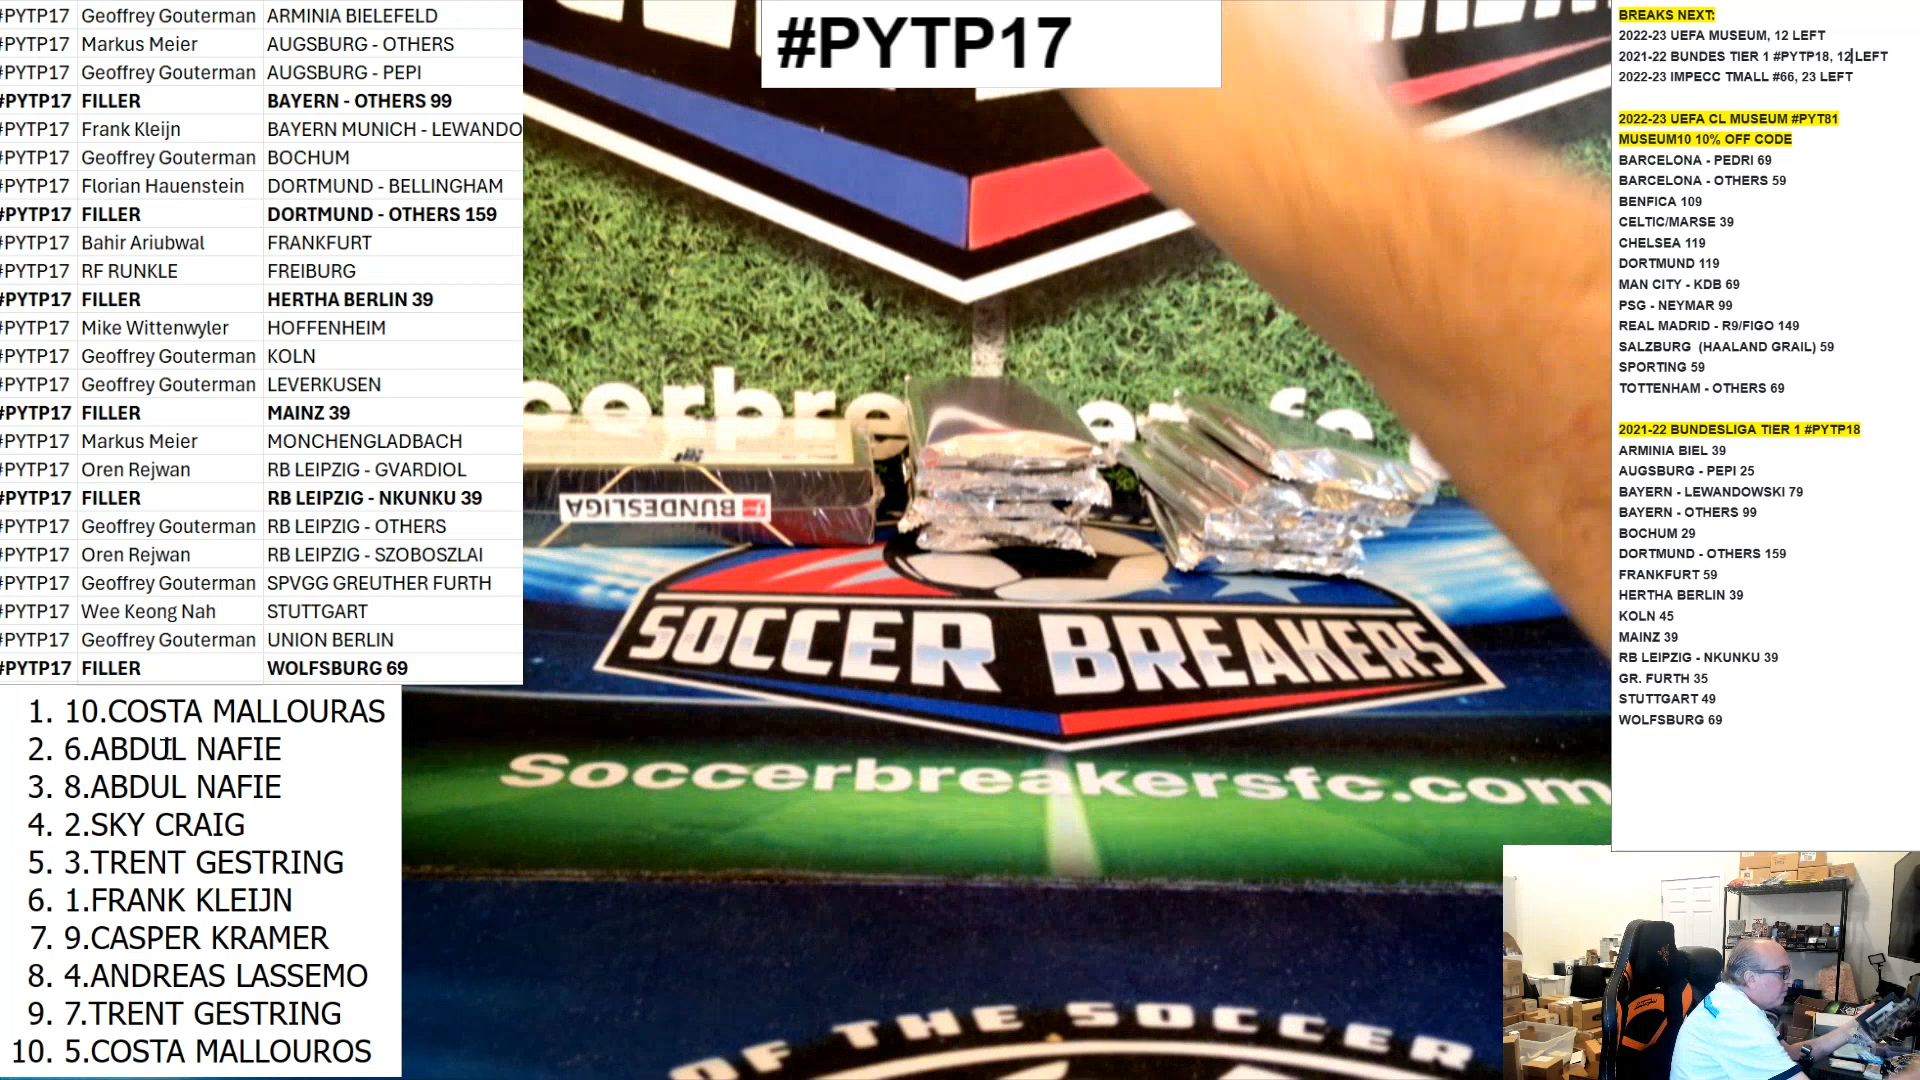 #PYTP17 Geoffrey Gouterman ARMINIA BIELEFELD
#PYTP17 Markus Meier AUGSBURG - OTHERS
#PYTP17 Geoffrey Gouterman AUGSBURG - PEPI
#PYTP17 FILLER BAYERN - OTHERS 99
#PYTP17 Frank Kleijn BAYERN MUNICH - LEWANDO
#PYTP17 Geoffrey Gouterman BOCHUM
#PYTP17 Florian Hauenstein DORTMUND - BELLINGHAM
#PYTP17 FILLER DORTMUND - OTHERS 159
#PYTP17 Bahir Ariubwal FRANKFURT
#PYTP17 RF RUNKLE FREIBURG
#PYTP17 FILLER HERTHA BERLIN 39
#PYTP17 Mike Wittenwyler HOFFENHEIM
#PYTP17 Geoffrey Gouterman KOLN
#PYTP17 Geoffrey Gouterman LEVERKUSEN
#PYTP17 FILLER MAINZ 39
#PYTP17 Markus Meier MONCHENGLADBACH
#PYTP17 Oren Rejwan RB LEIPZIG - GVARDIOL
#PYTP17 FILLER RB LEIPZIG - NKUNKU 39
#PYTP17 Geoffrey Gouterman RB LEIPZIG - OTHERS
#PYTP17 Oren Rejwan RB LEIPZIG - SZOBOSZLAI
#PYTP17 Geoffrey Gouterman SPVGG GREUTHER FURTH
#PYTP17 Wee Keong Nah STUTTGART
#PYTP17 Geoffrey Gouterman UNION BERLIN
#PYTP17 FILLER WOLFSBURG 69
1. 10.COSTA MALLOURAS
2. 6.ABDUL NAFIE
3. 8.ABDUL NAFIE
4. 2.SKY CRAIG
5. 3.TRENT GESTRING
6. 1.FRANK KLEIJN
7. 9.CASPER KRAMER
8. 4.ANDREAS LASSEMO
9. 7.TRENT GESTRING
10. 5.COSTA MALLOUROS
#PYTP17
BUNDESLIGA
SOCCER BREAKERS
Soccerbreakersfc.com
OF THE SOCCER
BREAKS NEXT:
2022-23 UEFA MUSEUM, 12 LEFT
2021-22 BUNDES TIER 1 #PYTP18, 12 LEFT
2022-23 IMPECC TMALL #66, 23 LEFT
2022-23 UEFA CL MUSEUM #PYT81
MUSEUM10 10% OFF CODE
BARCELONA - PEDRI 69
BARCELONA - OTHERS 59
BENFICA 109
CELTIC/MARSE 39
CHELSEA 119
DORTMUND 119
MAN CITY - KDB 69
PSG - NEYMAR 99
REAL MADRID - R9/FIGO 149
SALZBURG (HAALAND GRAIL) 59
SPORTING 59
TOTTENHAM - OTHERS 69
2021-22 BUNDESLIGA TIER 1 #PYTP18
ARMINIA BIEL 39
AUGSBURG - PEPI 25
BAYERN - LEWANDOWSKI 79
BAYERN - OTHERS 99
BOCHUM 29
DORTMUND - OTHERS 159
FRANKFURT 59
HERTHA BERLIN 39
KOLN 45
MAINZ 39
RB LEIPZIG - NKUNKU 39
GR. FURTH 35
STUTTGART 49
WOLFSBURG 69